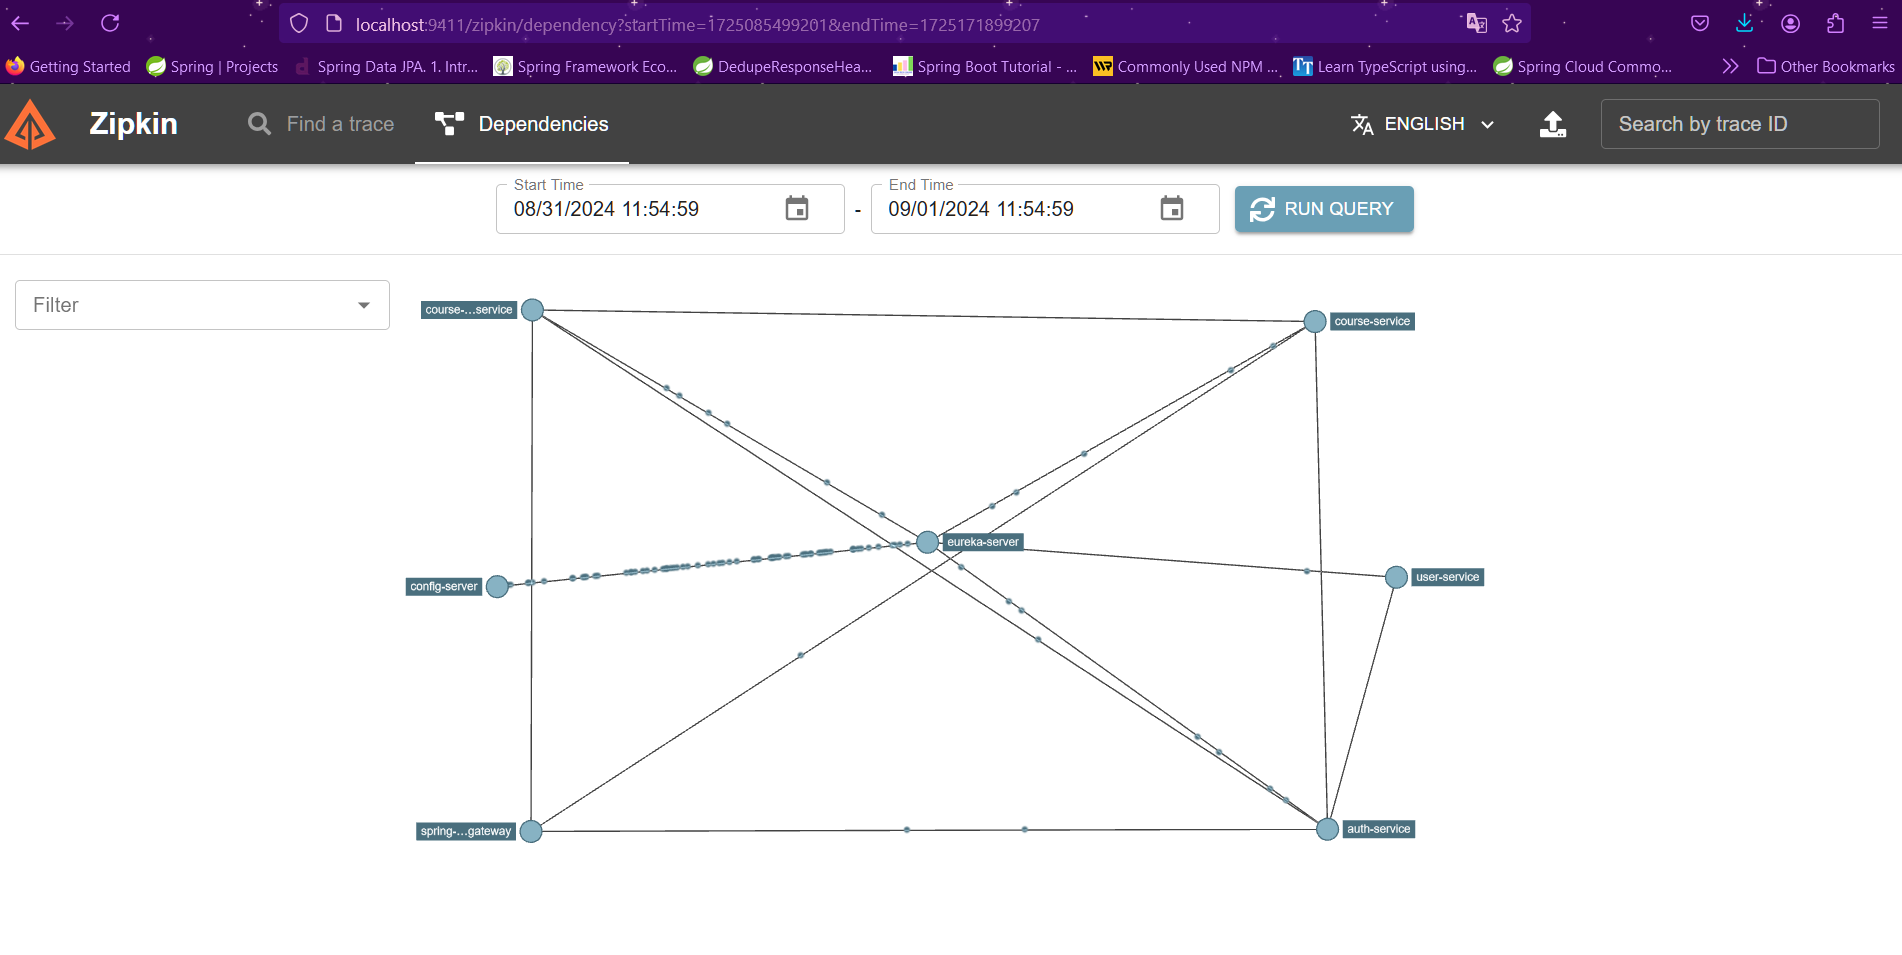 localhost:9411/zipkin/dependency?startTime=1725085499201&endTime=1725171899207
Getting Started
Spring | Projects
d
Spring Data JPA. 1. Intr...
Spring Framework Eco...
DedupeResponseHea...
Spring Boot Tutorial - ...
Commonly Used NPM ...
Learn TypeScript using...
Spring Cloud Commo...
Other Bookmarks
Zipkin
Find a trace
Dependencies
ENGLISH
Search by trace ID
Start Time
08/31/2024 11:54:59
-
End Time
09/01/2024 11:54:59
RUN QUERY
Filter
course-...service
course-service
eureka-server
config-server
user-service
spring-...gateway
auth-service